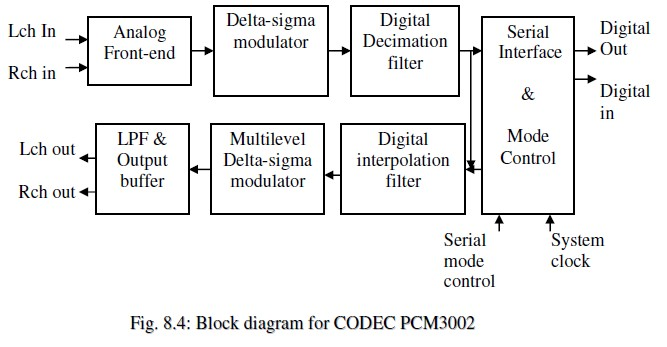 Lch In
Rch in
Analog
Front-end
Delta-sigma
modulator
Digital
Decimation
filter
Serial
Interface
&
Mode
Control
Digital
Out
Digital
in
Lch out
Rch out
LPF &
Output
buffer
Multilevel
Delta-sigma
modulator
Digital
interpolation
filter
Serial
mode
control
System
clock
Fig. 8.4: Block diagram for CODEC PCM3002